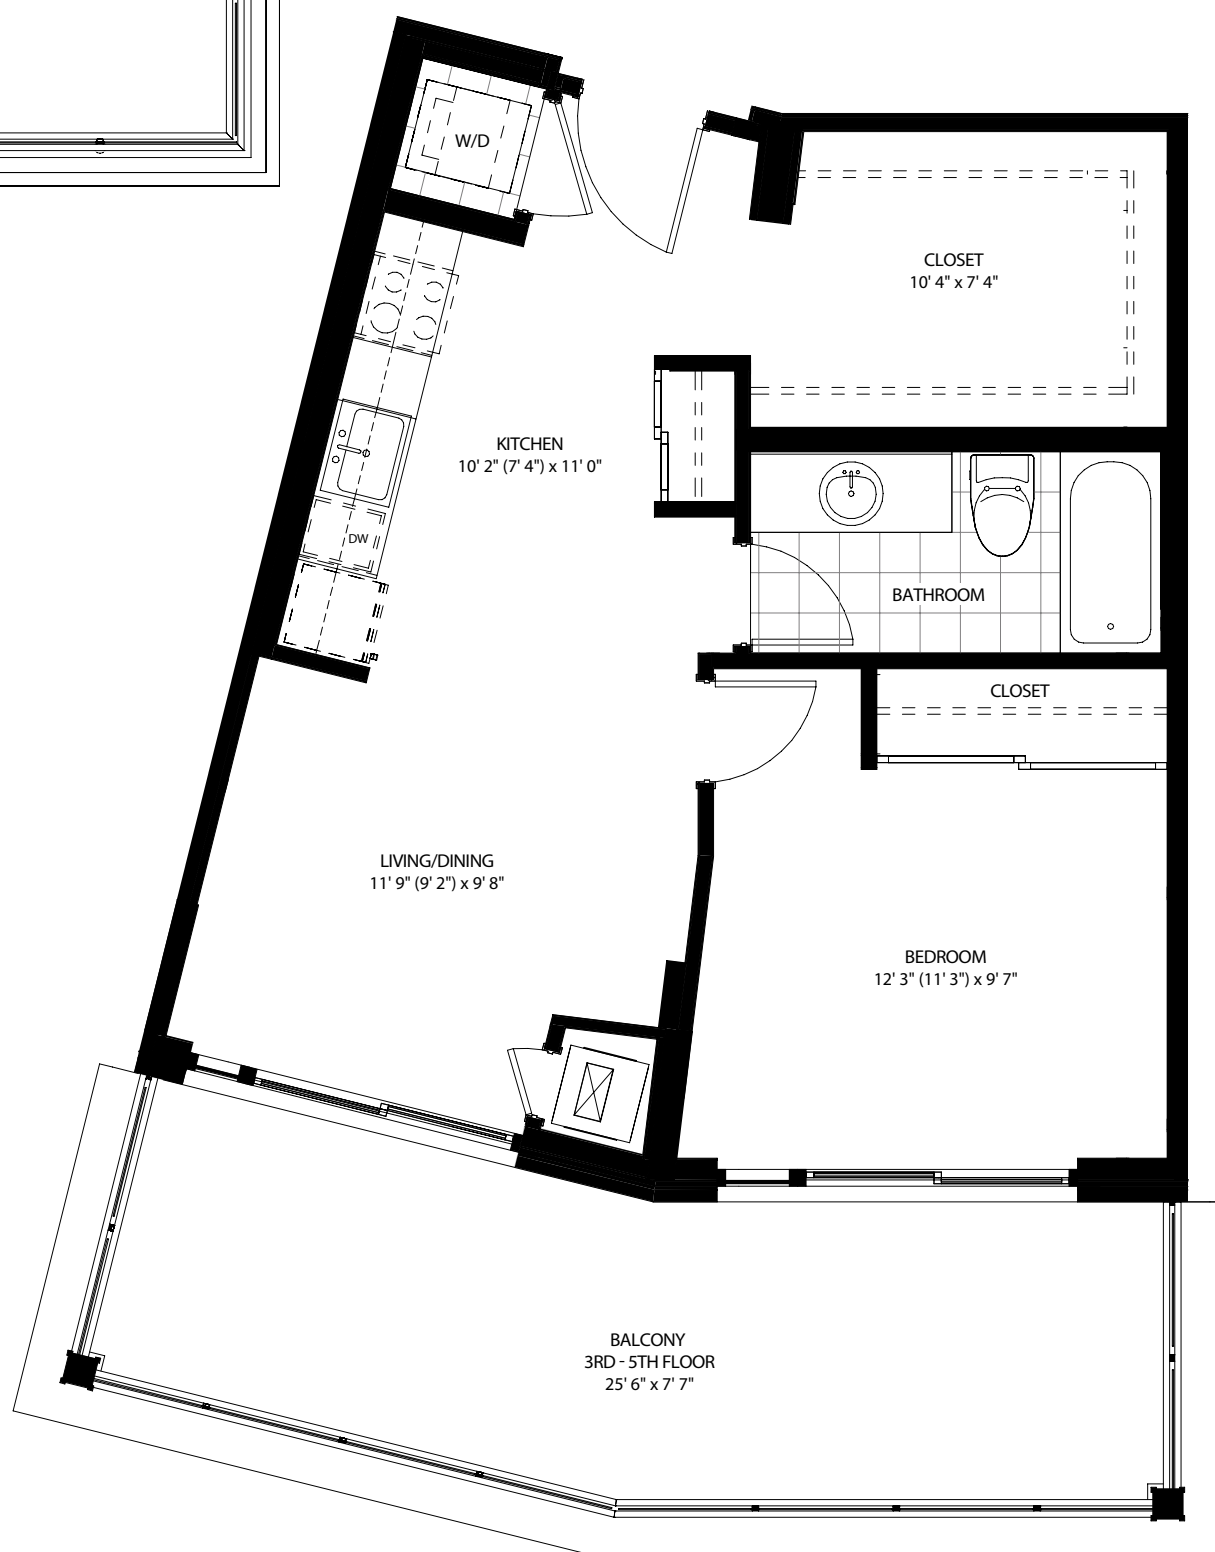 W/D
CLOSET
10' 4" x 7' 4"
KITCHEN
10' 2" (7' 4") x 11' 0"
DW
BATHROOM
CLOSET
LIVING/DINING
11' 9" (9' 2") x 9' 8"
BEDROOM
12' 3" (11' 3") x 9' 7"
BALCONY
3RD - 5TH FLOOR
25' 6" x 7' 7"